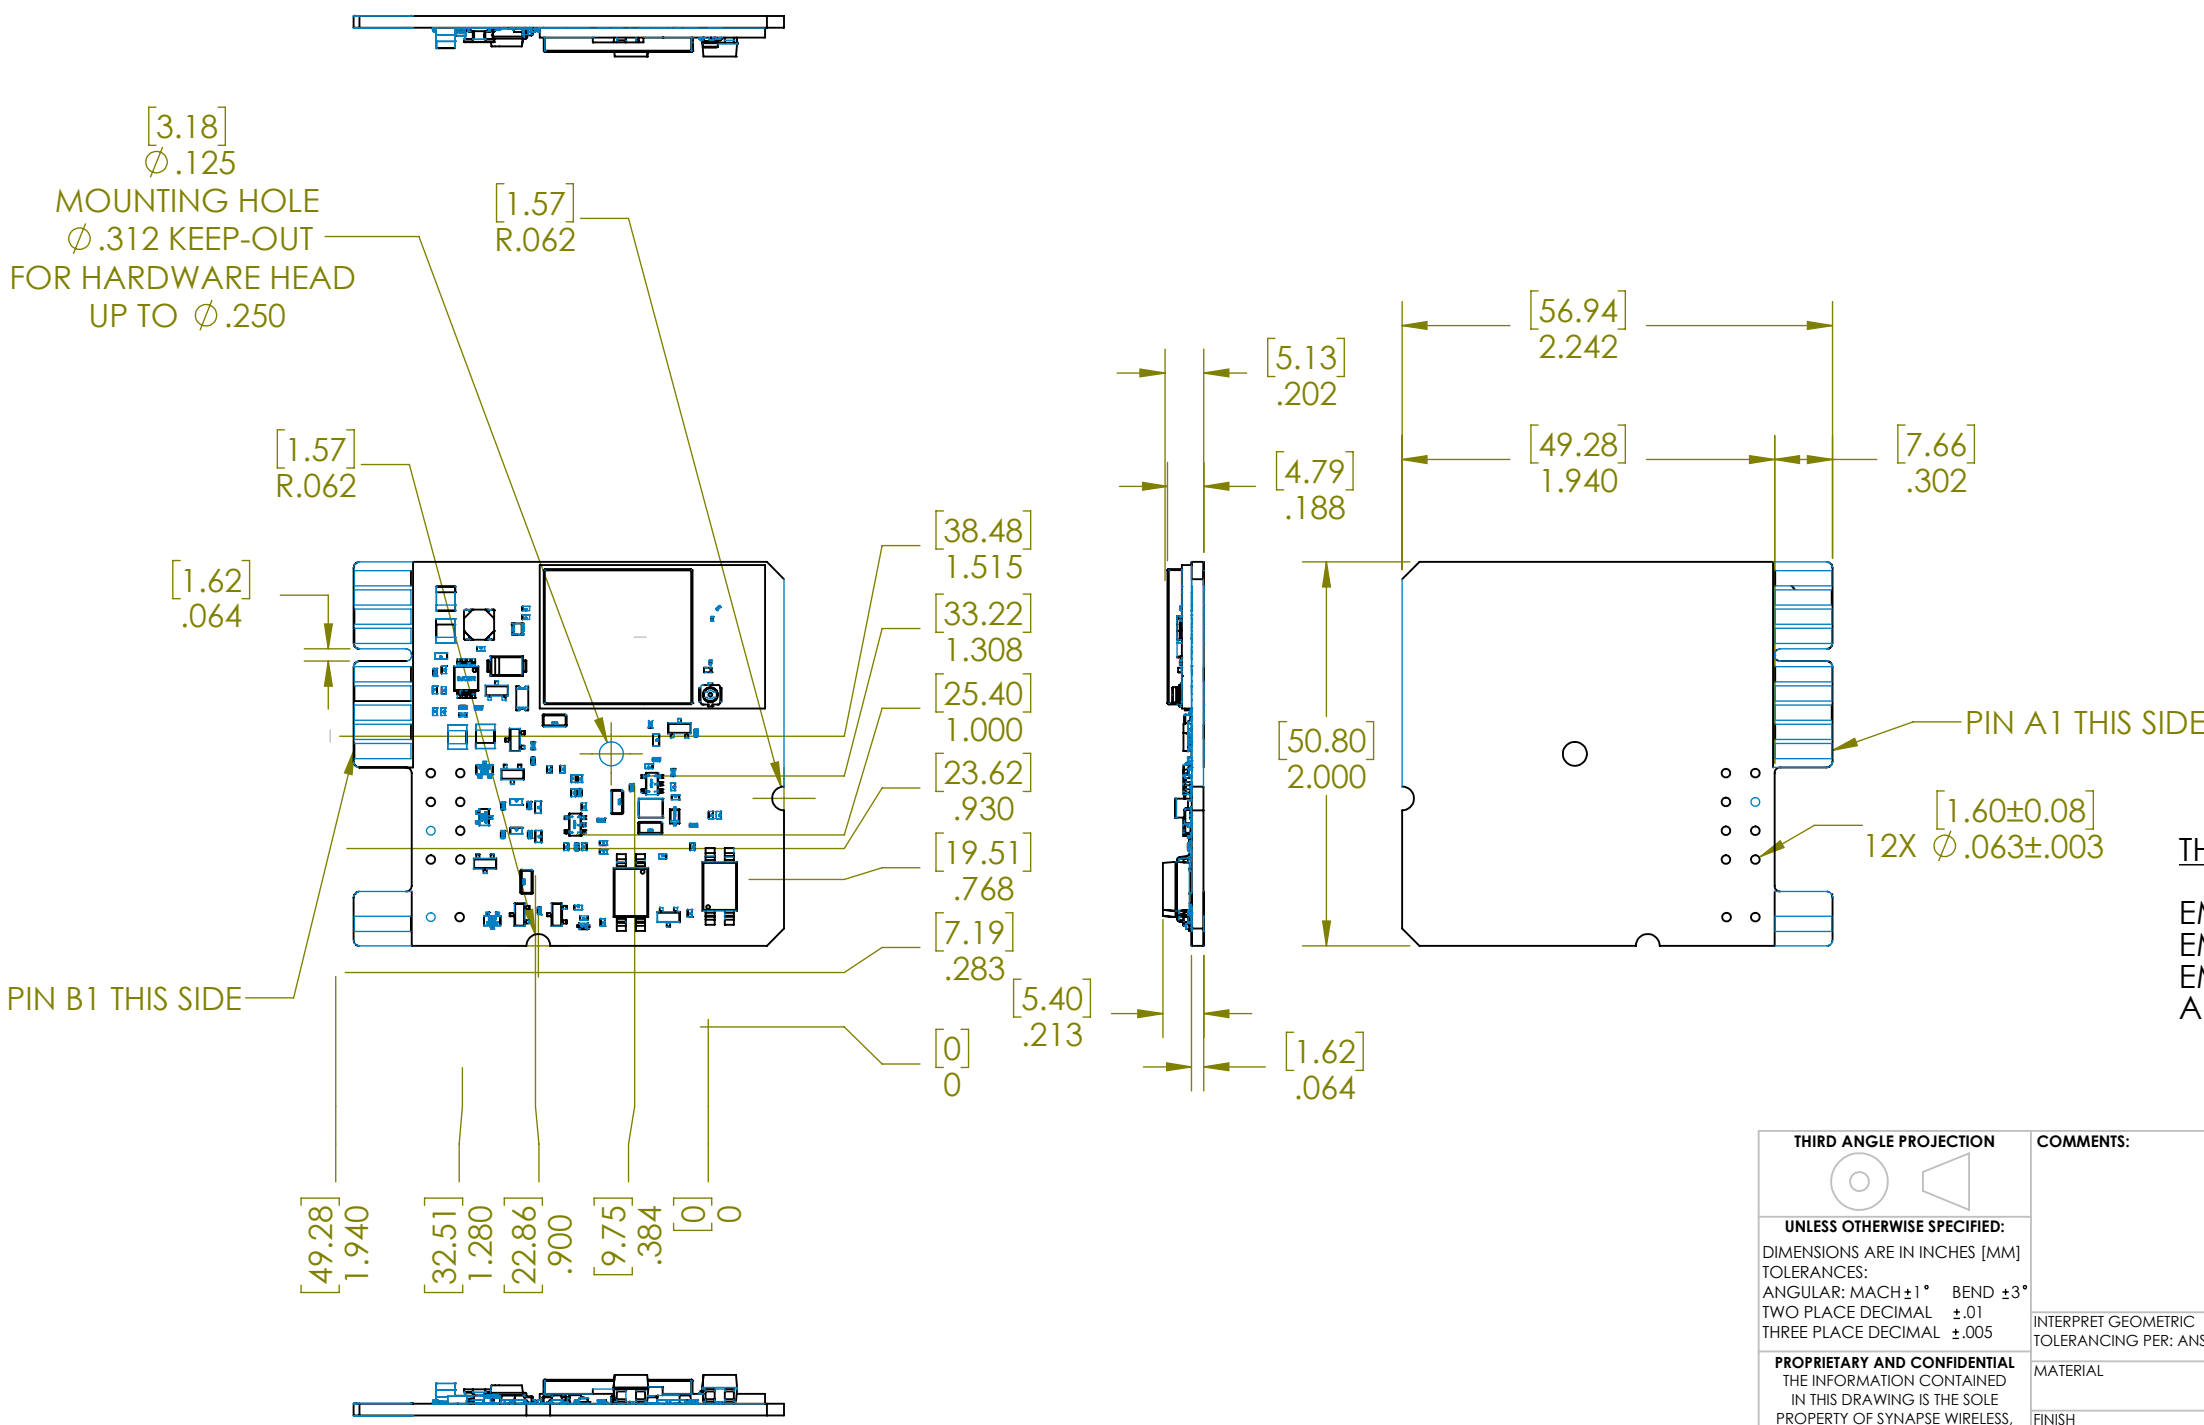 [3.18]
∅ .125
MOUNTING HOLE
∅ .312 KEEP-OUT
FOR HARDWARE HEAD
UP TO ∅ .250
[1.57]
R.062
[1.57]
R.062
[1.62]
.064
[38.48]
1.515
[33.22]
1.308
[25.40]
1.000
[23.62]
.930
[19.51]
.768
[7.19]
.283
[0]
0
PIN B1 THIS SIDE
[49.28]
1.940
[32.51]
1.280
[22.86]
.900
[9.75]
.384
[0]
0
[5.13]
.202
[4.79]
.188
[5.40]
.213
[1.62]
.064
[56.94]
2.242
[49.28]
1.940
[7.66]
.302
[50.80]
2.000
PIN A1 THIS SIDE
[1.60±0.08]
12X ∅ .063±.003
THIRD ANGLE PROJECTION
UNLESS OTHERWISE SPECIFIED:
DIMENSIONS ARE IN INCHES [MM]
TOLERANCES:
ANGULAR: MACH±1° BEND ±3°
TWO PLACE DECIMAL ±.01
THREE PLACE DECIMAL ±.005
PROPRIETARY AND CONFIDENTIAL
THE INFORMATION CONTAINED
IN THIS DRAWING IS THE SOLE
PROPERTY OF SYNAPSE WIRELESS,
COMMENTS:
INTERPRET GEOMETRIC
TOLERANCING PER:
MATERIAL
FINISH